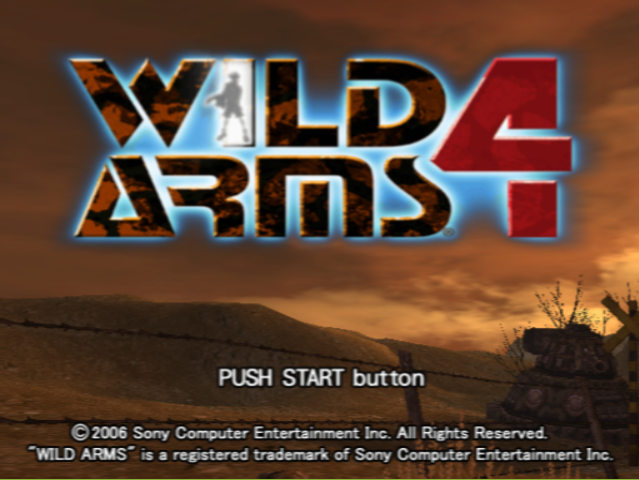 WILD
ARMS® 4
PUSH START button
©2006 Sony Computer Entertainment Inc. All Rights Reserved.
"WILD ARMS" is a registered trademark of Sony Computer Entertainment Inc.